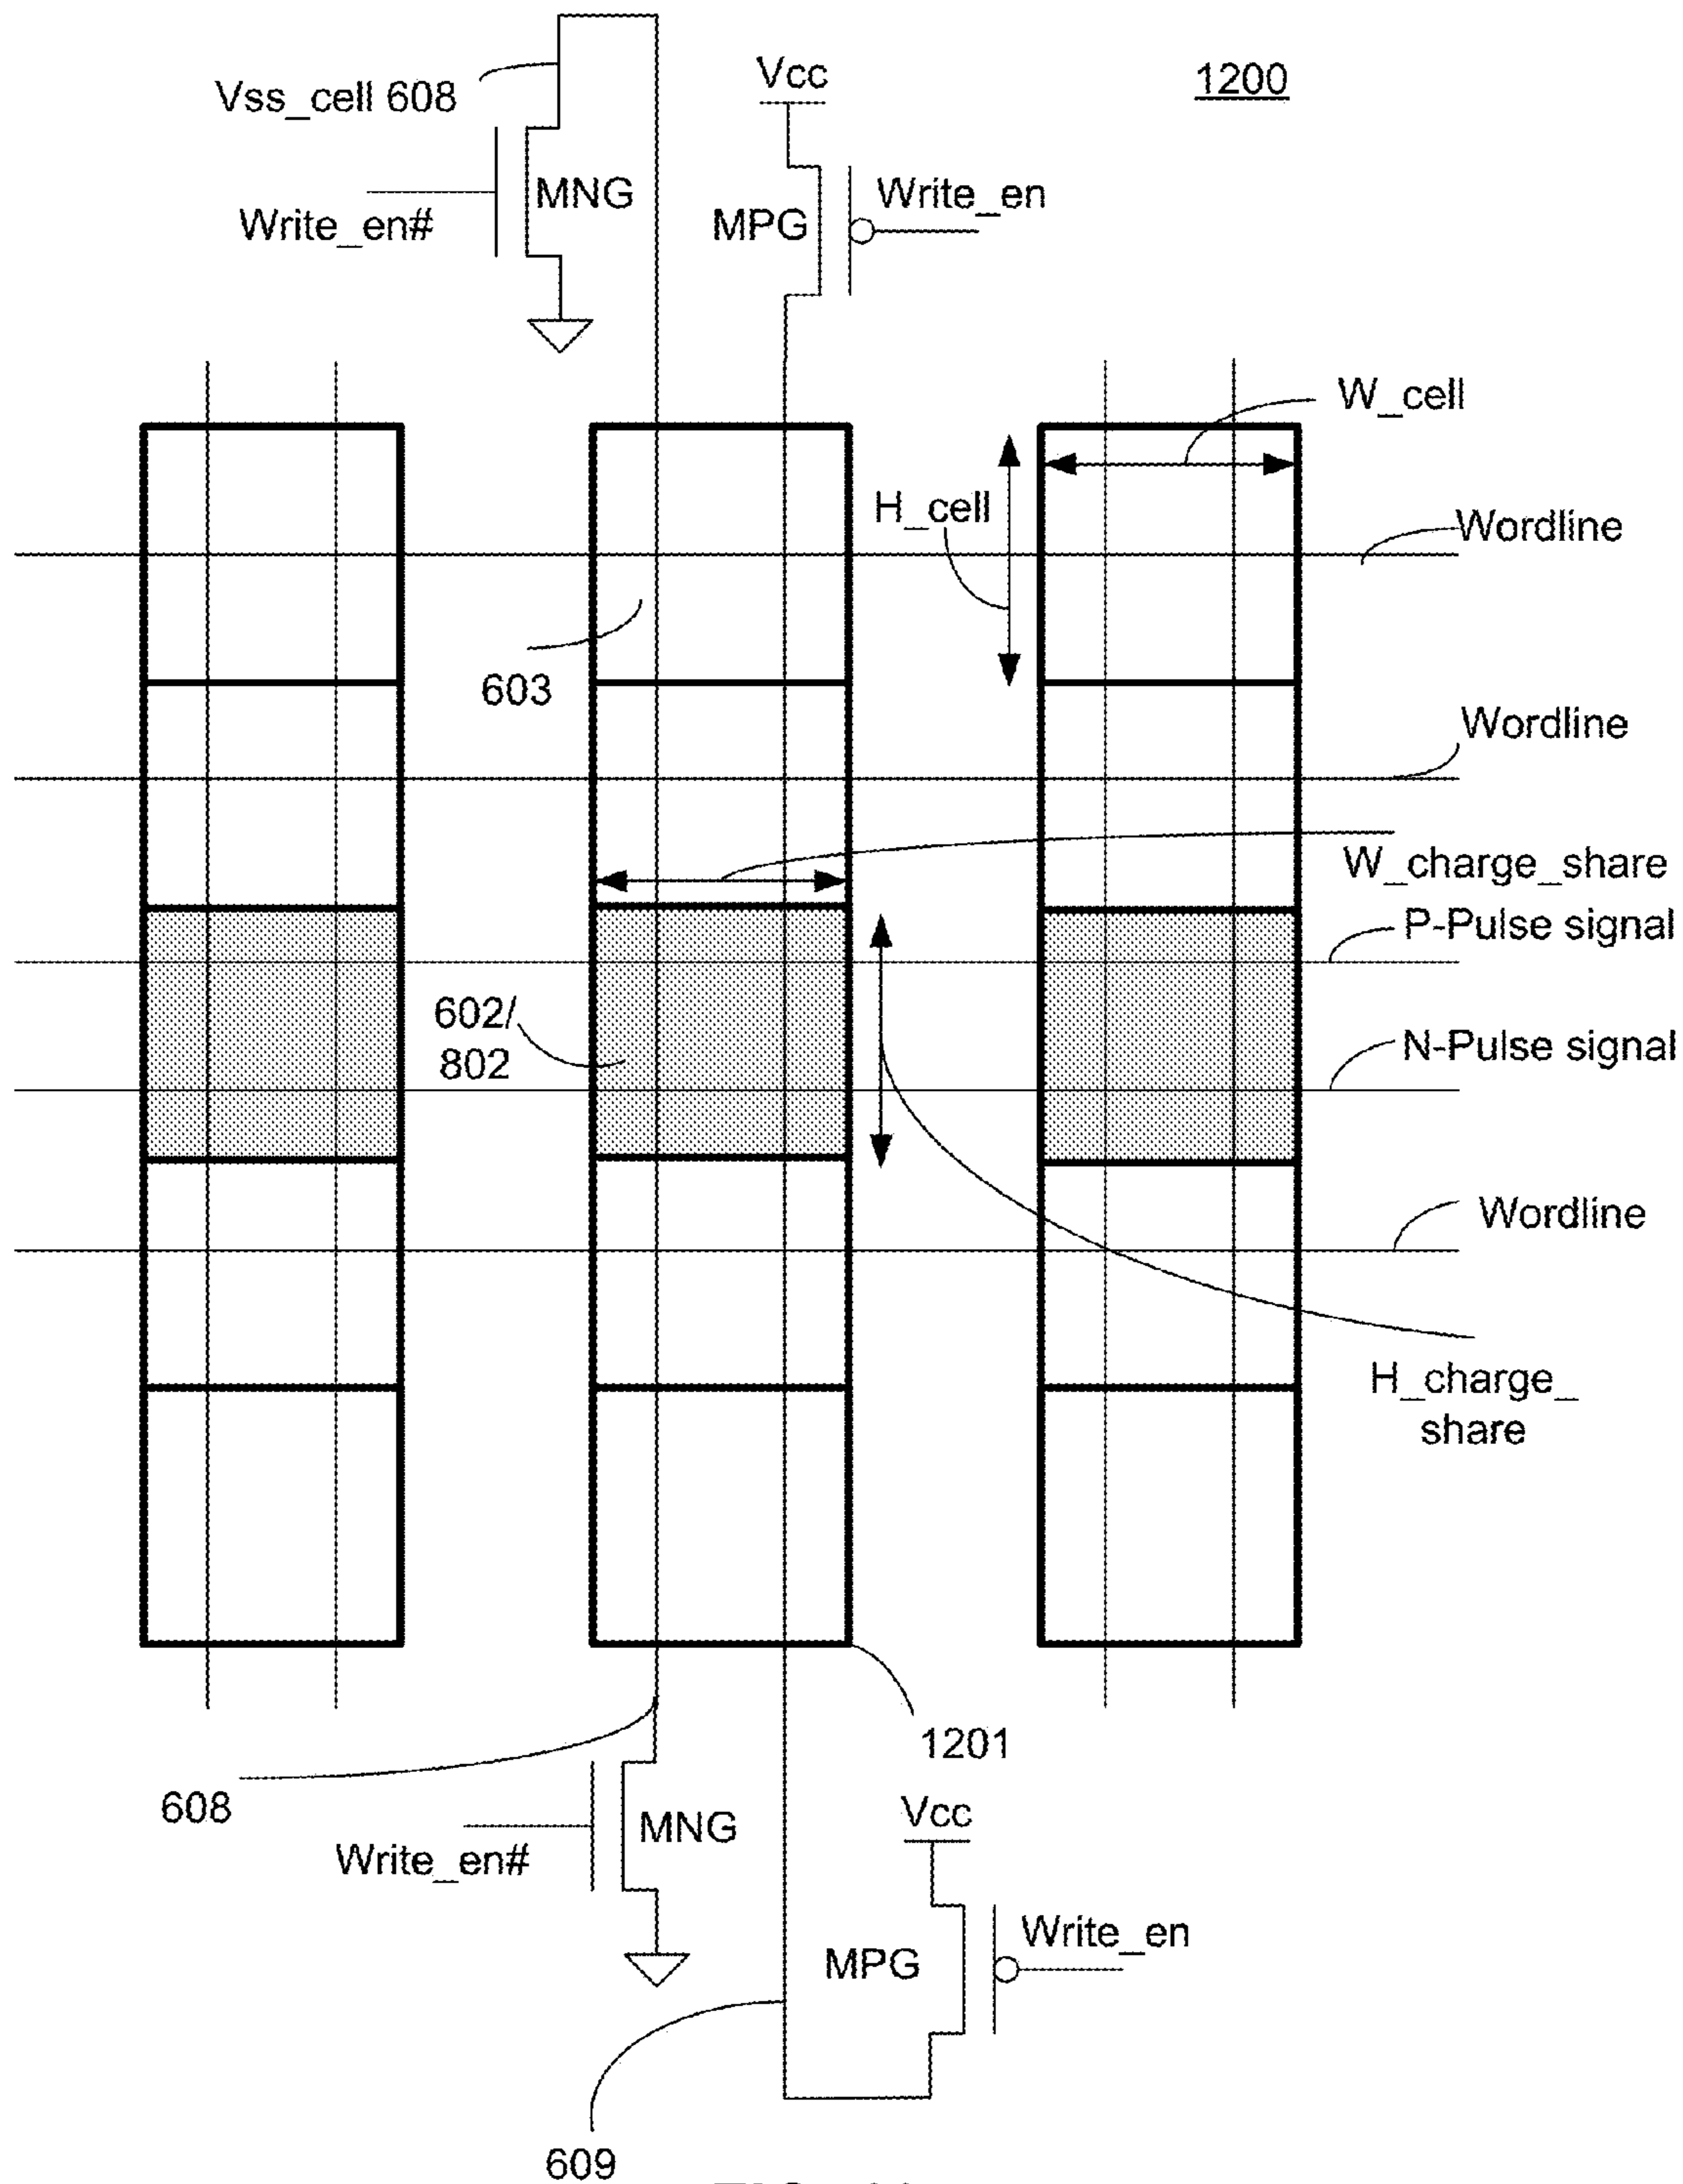 1200
Vcc
Vss_cell 608
MNG
Write_en
Write_en#
MPG
W_cell
H_cell
Wordline
603
Wordline
W_charge_share
P-Pulse signal
602/
802
N-Pulse signal
Wordline
H_charge_
share
1201
608
Vcc
MNG
Write_en#
Write_en
MPG
609